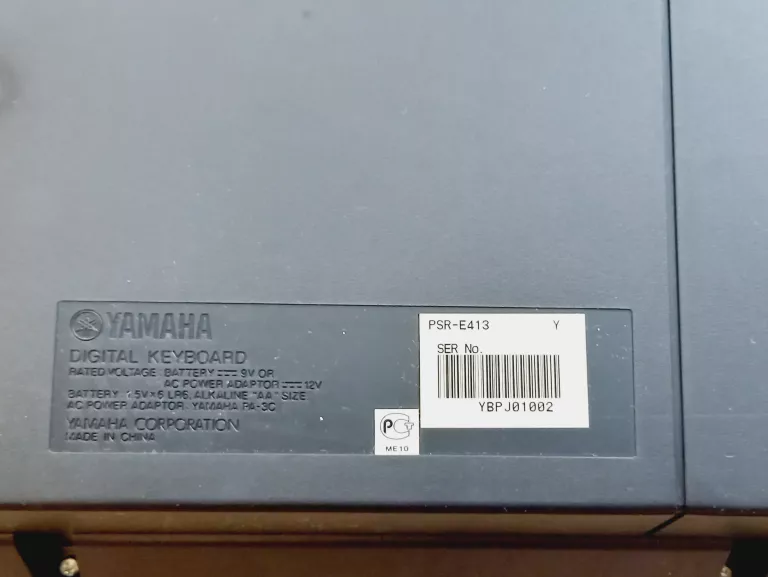 YAMAHA
DIGITAL KEYBOARD
RATED VOLTAGE BATTERY ⎓ 9V OR
AC POWER ADAPTOR ⎓ 12V
BATTERY 1.5V×6 LR6, ALKALINE "AA" SIZE
AC POWER ADAPTOR YAMAHA PA-3C
YAMAHA CORPORATION
MADE IN CHINA
ME10
PSR-E413 Y
SER No.
YBPJ01002